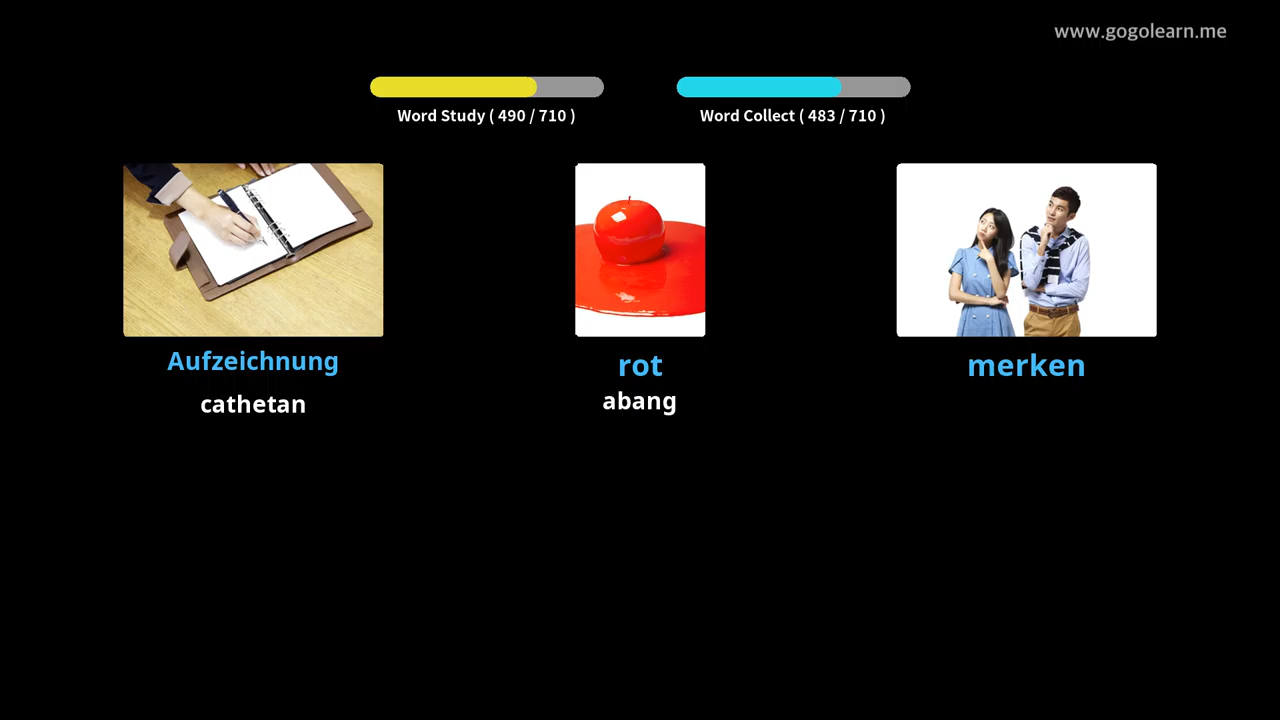 www.gogolearn.me
Word Study ( 490 / 710 )
Word Collect ( 483 / 710 )
Aufzeichnung
cathetan
rot
abang
merken